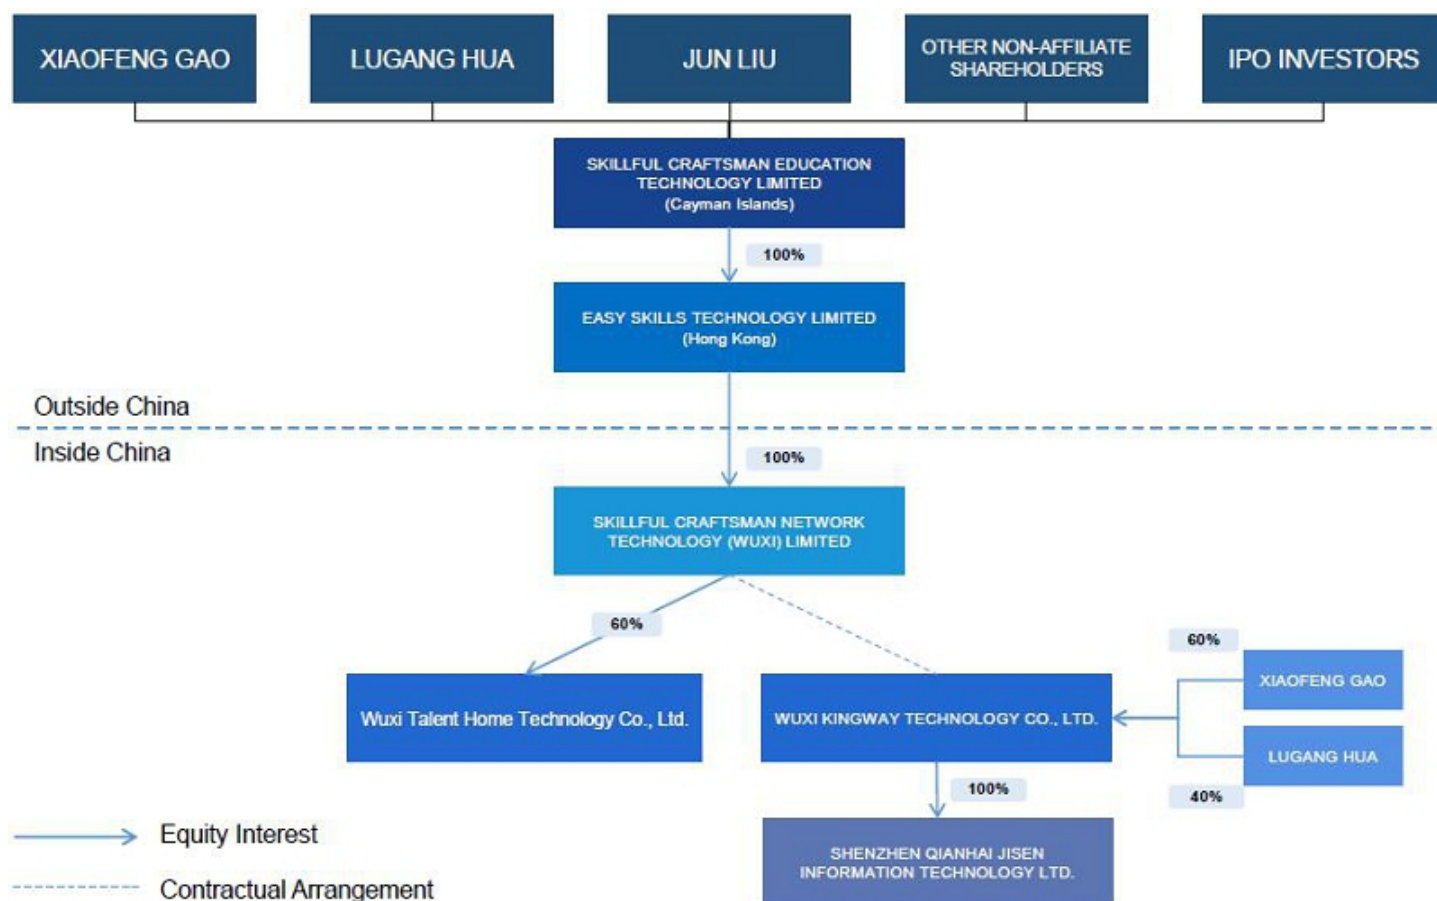 XIAOFENG GAO
LUGANG HUA
JUN LIU
OTHER NON-AFFILIATE
SHAREHOLDERS
IPO INVESTORS
SKILLFUL CRAFTSMAN EDUCATION
TECHNOLOGY LIMITED
(Cayman Islands)
100%
EASY SKILLS TECHNOLOGY LIMITED
(Hong Kong)
Outside China
Inside China
100%
SKILLFUL CRAFTSMAN NETWORK
TECHNOLOGY (WUXI) LIMITED
60%
60%
XIAOFENG GAO
Wuxi Talent Home Technology Co., Ltd.
WUXI KINGWAY TECHNOLOGY CO., LTD.
LUGANG HUA
100%
40%
Equity Interest
SHENZHEN QIANHAI JISEN
INFORMATION TECHNOLOGY LTD.
Contractual Arrangement